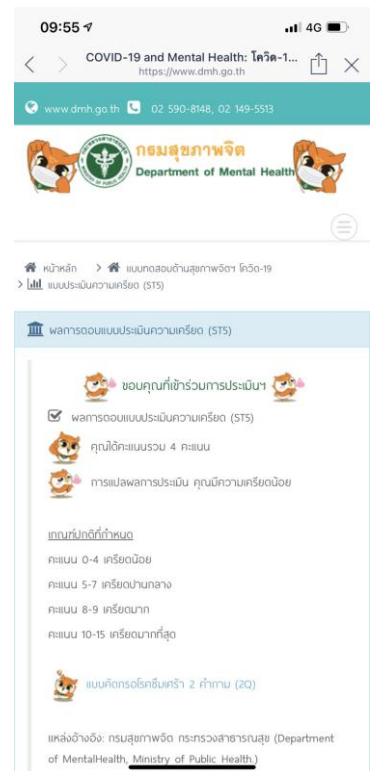 09:55
4G
COVID-19 and Mental Health: โควิด-1...
https://www.dmh.go.th
www.dmh.go.th 02 590-8148, 02 149-5513
กรมสุขภาพจิต
Department of Mental Health
หน้าหลัก > แบบทดสอบด้านสุขภาพจิตฯ โควิด-19
> แบบประเมินความเครียด (ST5)
ผลการตอบแบบประเมินความเครียด (ST5)
ขอบคุณที่เข้าร่วมการประเมินฯ
ผลการตอบแบบประเมินความเครียด (ST5)
คุณได้คะแนนรวม 4 คะแนน
การแปลผลการประเมิน คุณมีความเครียดน้อย
เกณฑ์ปกติที่กำหนด
คะแนน 0-4 เครียดน้อย
คะแนน 5-7 เครียดปานกลาง
คะแนน 8-9 เครียดมาก
คะแนน 10-15 เครียดมากที่สุด
แบบคัดกรองโรคซึมเศร้า 2 คำถาม (2Q)
แหล่งอ้างอิง: กรมสุขภาพจิต กระทรวงสาธารณสุข (Department
of MentalHealth, Ministry of Public Health.)